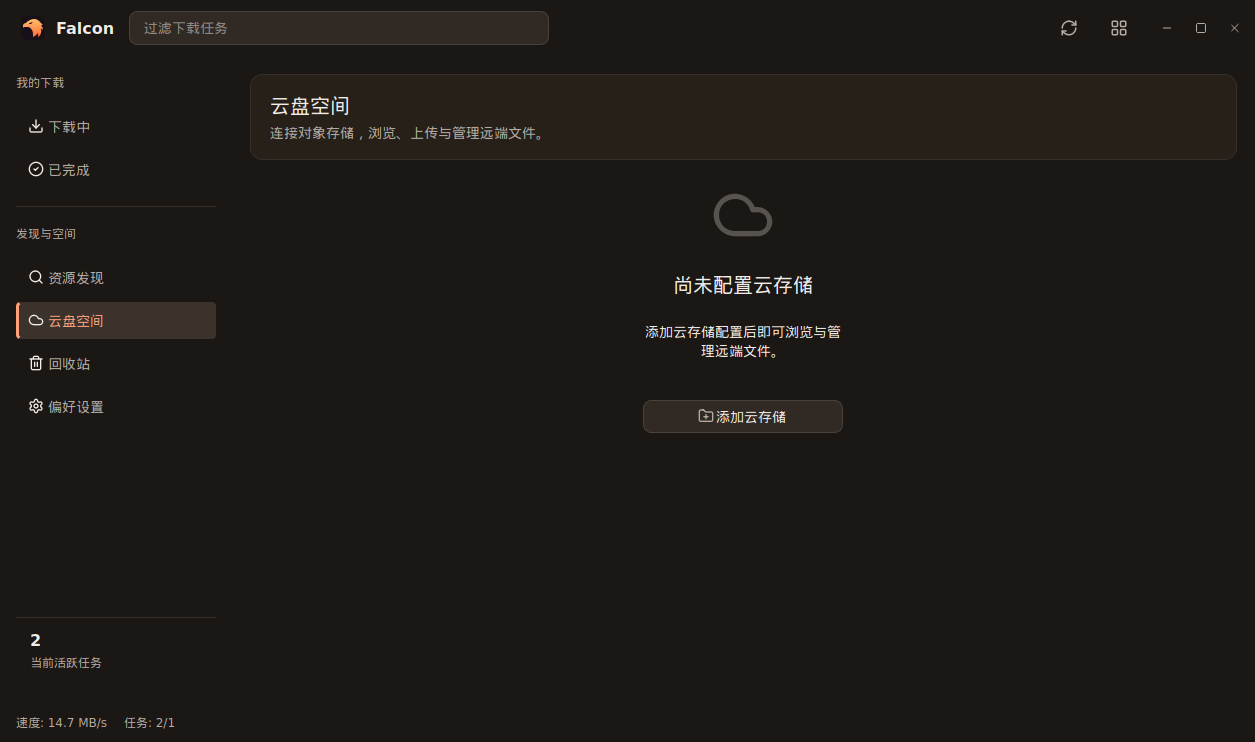 Falcon
过滤下载任务
我的下载
下载中
已完成
发现与空间
资源发现
云盘空间
回收站
偏好设置
2
当前活跃任务
速度: 14.7 MB/s 任务: 2/1
云盘空间
连接对象存储，浏览、上传与管理远端文件。
尚未配置云存储
添加云存储配置后即可浏览与管
理远端文件。
添加云存储